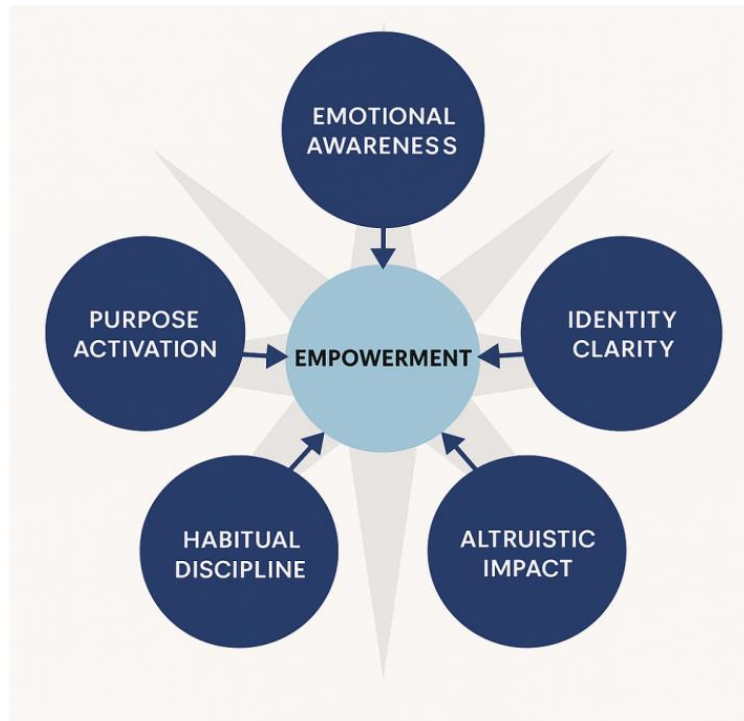 EMOTIONAL
AWARENESS
PURPOSE
ACTIVATION
EMPOWERMENT
IDENTITY
CLARITY
HABITUAL
DISCIPLINE
ALTRUISTIC
IMPACT